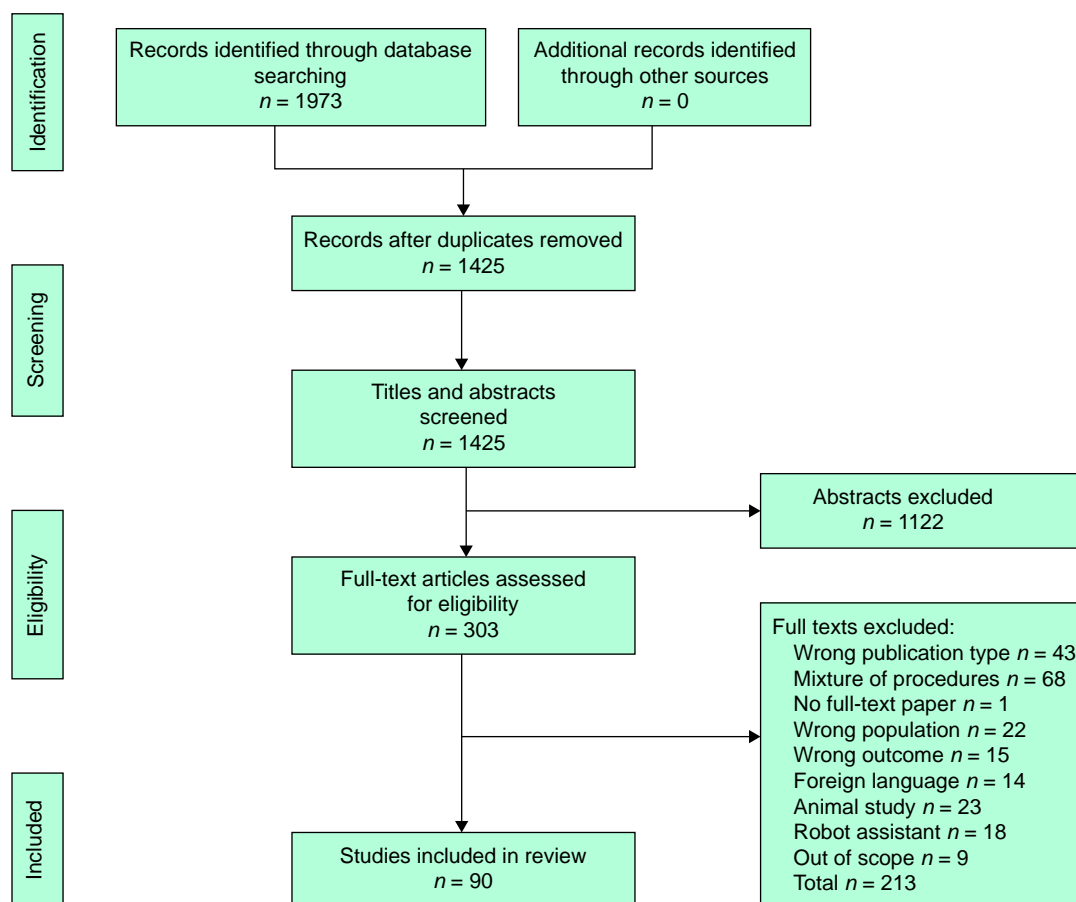 Identification
Records identified through database
searching
n = 1973
Additional records identified
through other sources
n = 0
Records after duplicates removed
n = 1425
Screening
Titles and abstracts
screened
n = 1425
Abstracts excluded
n = 1122
Eligibility
Full-text articles assessed
for eligibility
n = 303
Full texts excluded:
Wrong publication type n = 43
Mixture of procedures n = 68
No full-text paper n = 1
Wrong population n = 22
Wrong outcome n = 15
Foreign language n = 14
Animal study n = 23
Robot assistant n = 18
Out of scope n = 9
Total n = 213
Included
Studies included in review
n = 90